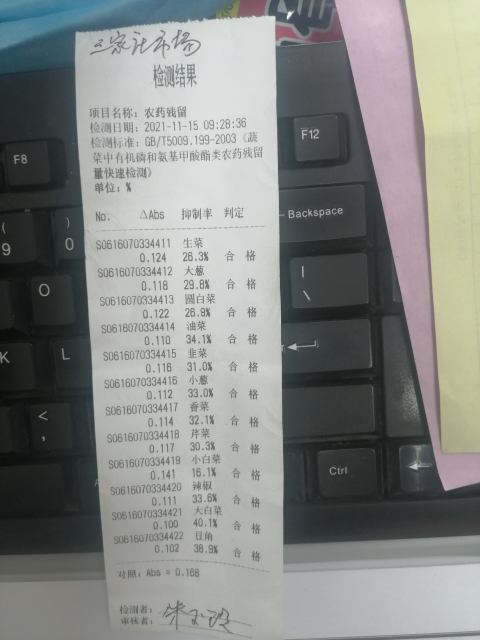 三家社市场
检测结果
项目名称：农药残留
检测日期：2021-11-15 09:28:36
检测标准：GB/T5009.199-2003《蔬
菜中有机磷和氨基甲酸酯类农药残留
量快速检测》
单位：%
No. ΔAbs 抑制率 判定
S0616070334411 生菜
0.124 26.3% 合 格
S0616070334412 大葱
0.118 29.8% 合 格
S0616070334413 圆白菜
0.122 26.9% 合 格
S0616070334414 油菜
0.110 34.1% 合 格
S0616070334415 韭菜
0.116 31.0% 合 格
S0616070334416 小葱
0.112 33.0% 合 格
S0616070334417 香菜
0.114 32.1% 合 格
S0616070334418 芹菜
0.117 30.3% 合 格
S0616070334419 小白菜
0.141 16.1% 合 格
S0616070334420 辣椒
0.111 33.6% 合 格
S0616070334421 大白菜
0.100 40.1% 合 格
S0616070334422 豆角
0.102 38.9% 合 格
对照：Abs = 0.168
检测者：
审核者：
F8
F12
Backspace
( 9
) 0
O
| \
K
L
< ,
Ctrl